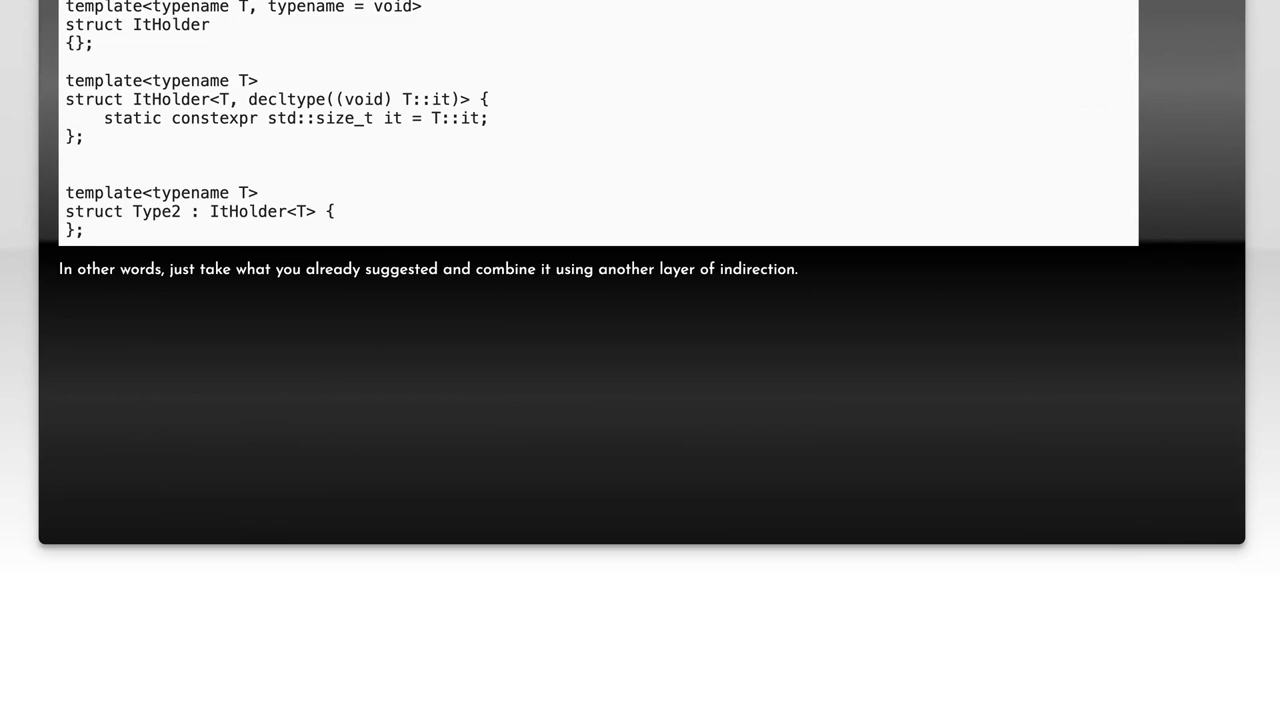 template<typename T, typename = void>
struct ItHolder
{};
template<typename T>
struct ItHolder<T, decltype((void) T::it)> {
    static constexpr std::size_t it = T::it;
};
template<typename T>
struct Type2 : ItHolder<T> {
};
In other words, just take what you already suggested and combine it using another layer of indirection.